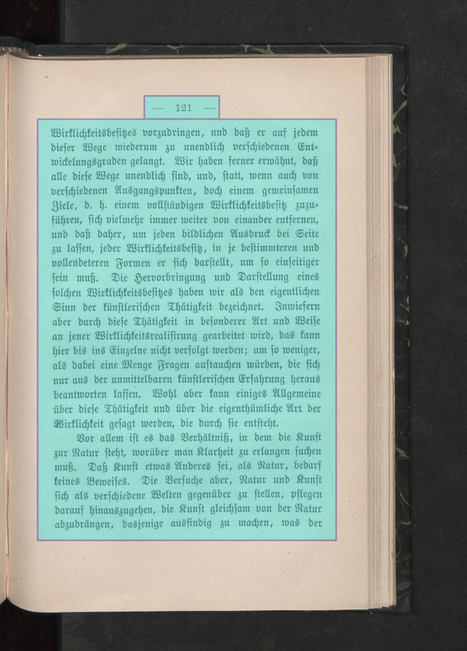 — 121 —
Wirklichkeitsbesitzes vorzubringen, und daß er auf jedem
dieser Wege wiederum zu unendlich verschiedenen Ent-
wickelungsgraden gelangt. Wir haben ferner erwähnt, daß
alle diese Wege unendlich sind, und, statt, wenn auch von
verschiedenen Ausgangspunkten, doch einem gemeinsamen
Ziele, d. h. einem vollständigen Wirklichkeitsbesitz zuzu-
führen, sich vielmehr immer weiter von einander entfernen,
und daß daher, um jeden bildlichen Ausdruck bei Seite
zu lassen, jeder Wirklichkeitsbesitz, in je bestimmteren und
vollendeteren Formen er sich darstellt, um so einseitiger
sein muß. Die Hervorbringung und Darstellung eines
solchen Wirklichkeitsbesitzes haben wir als den eigentlichen
Sinn der künstlerischen Thätigkeit bezeichnet. Inwiefern
aber durch diese Thätigkeit in besonderer Art und Weise
an jener Wirklichkeitsrealisirung gearbeitet wird, das kann
hier bis ins Einzelne nicht verfolgt werden; um so weniger,
als dabei eine Menge Fragen auftauchen würden, die sich
nur aus der unmittelbaren künstlerischen Erfahrung heraus
beantworten lassen. Wohl aber kann einiges Allgemeine
über diese Thätigkeit und über die eigenthümliche Art der
Wirklichkeit gesagt werden, die durch sie entsteht.
Vor allem ist es das Verhältniß, in dem die Kunst
zur Natur steht, worüber man Klarheit zu erlangen suchen
muß. Daß Kunst etwas Anderes sei, als Natur, bedarf
keines Beweises. Die Versuche aber, Natur und Kunst
sich als verschiedene Welten gegenüber zu stellen, pflegen
darauf hinauszugehen, die Kunst gleichsam von der Natur
abzudrängen, dasjenige ausfindig zu machen, was der